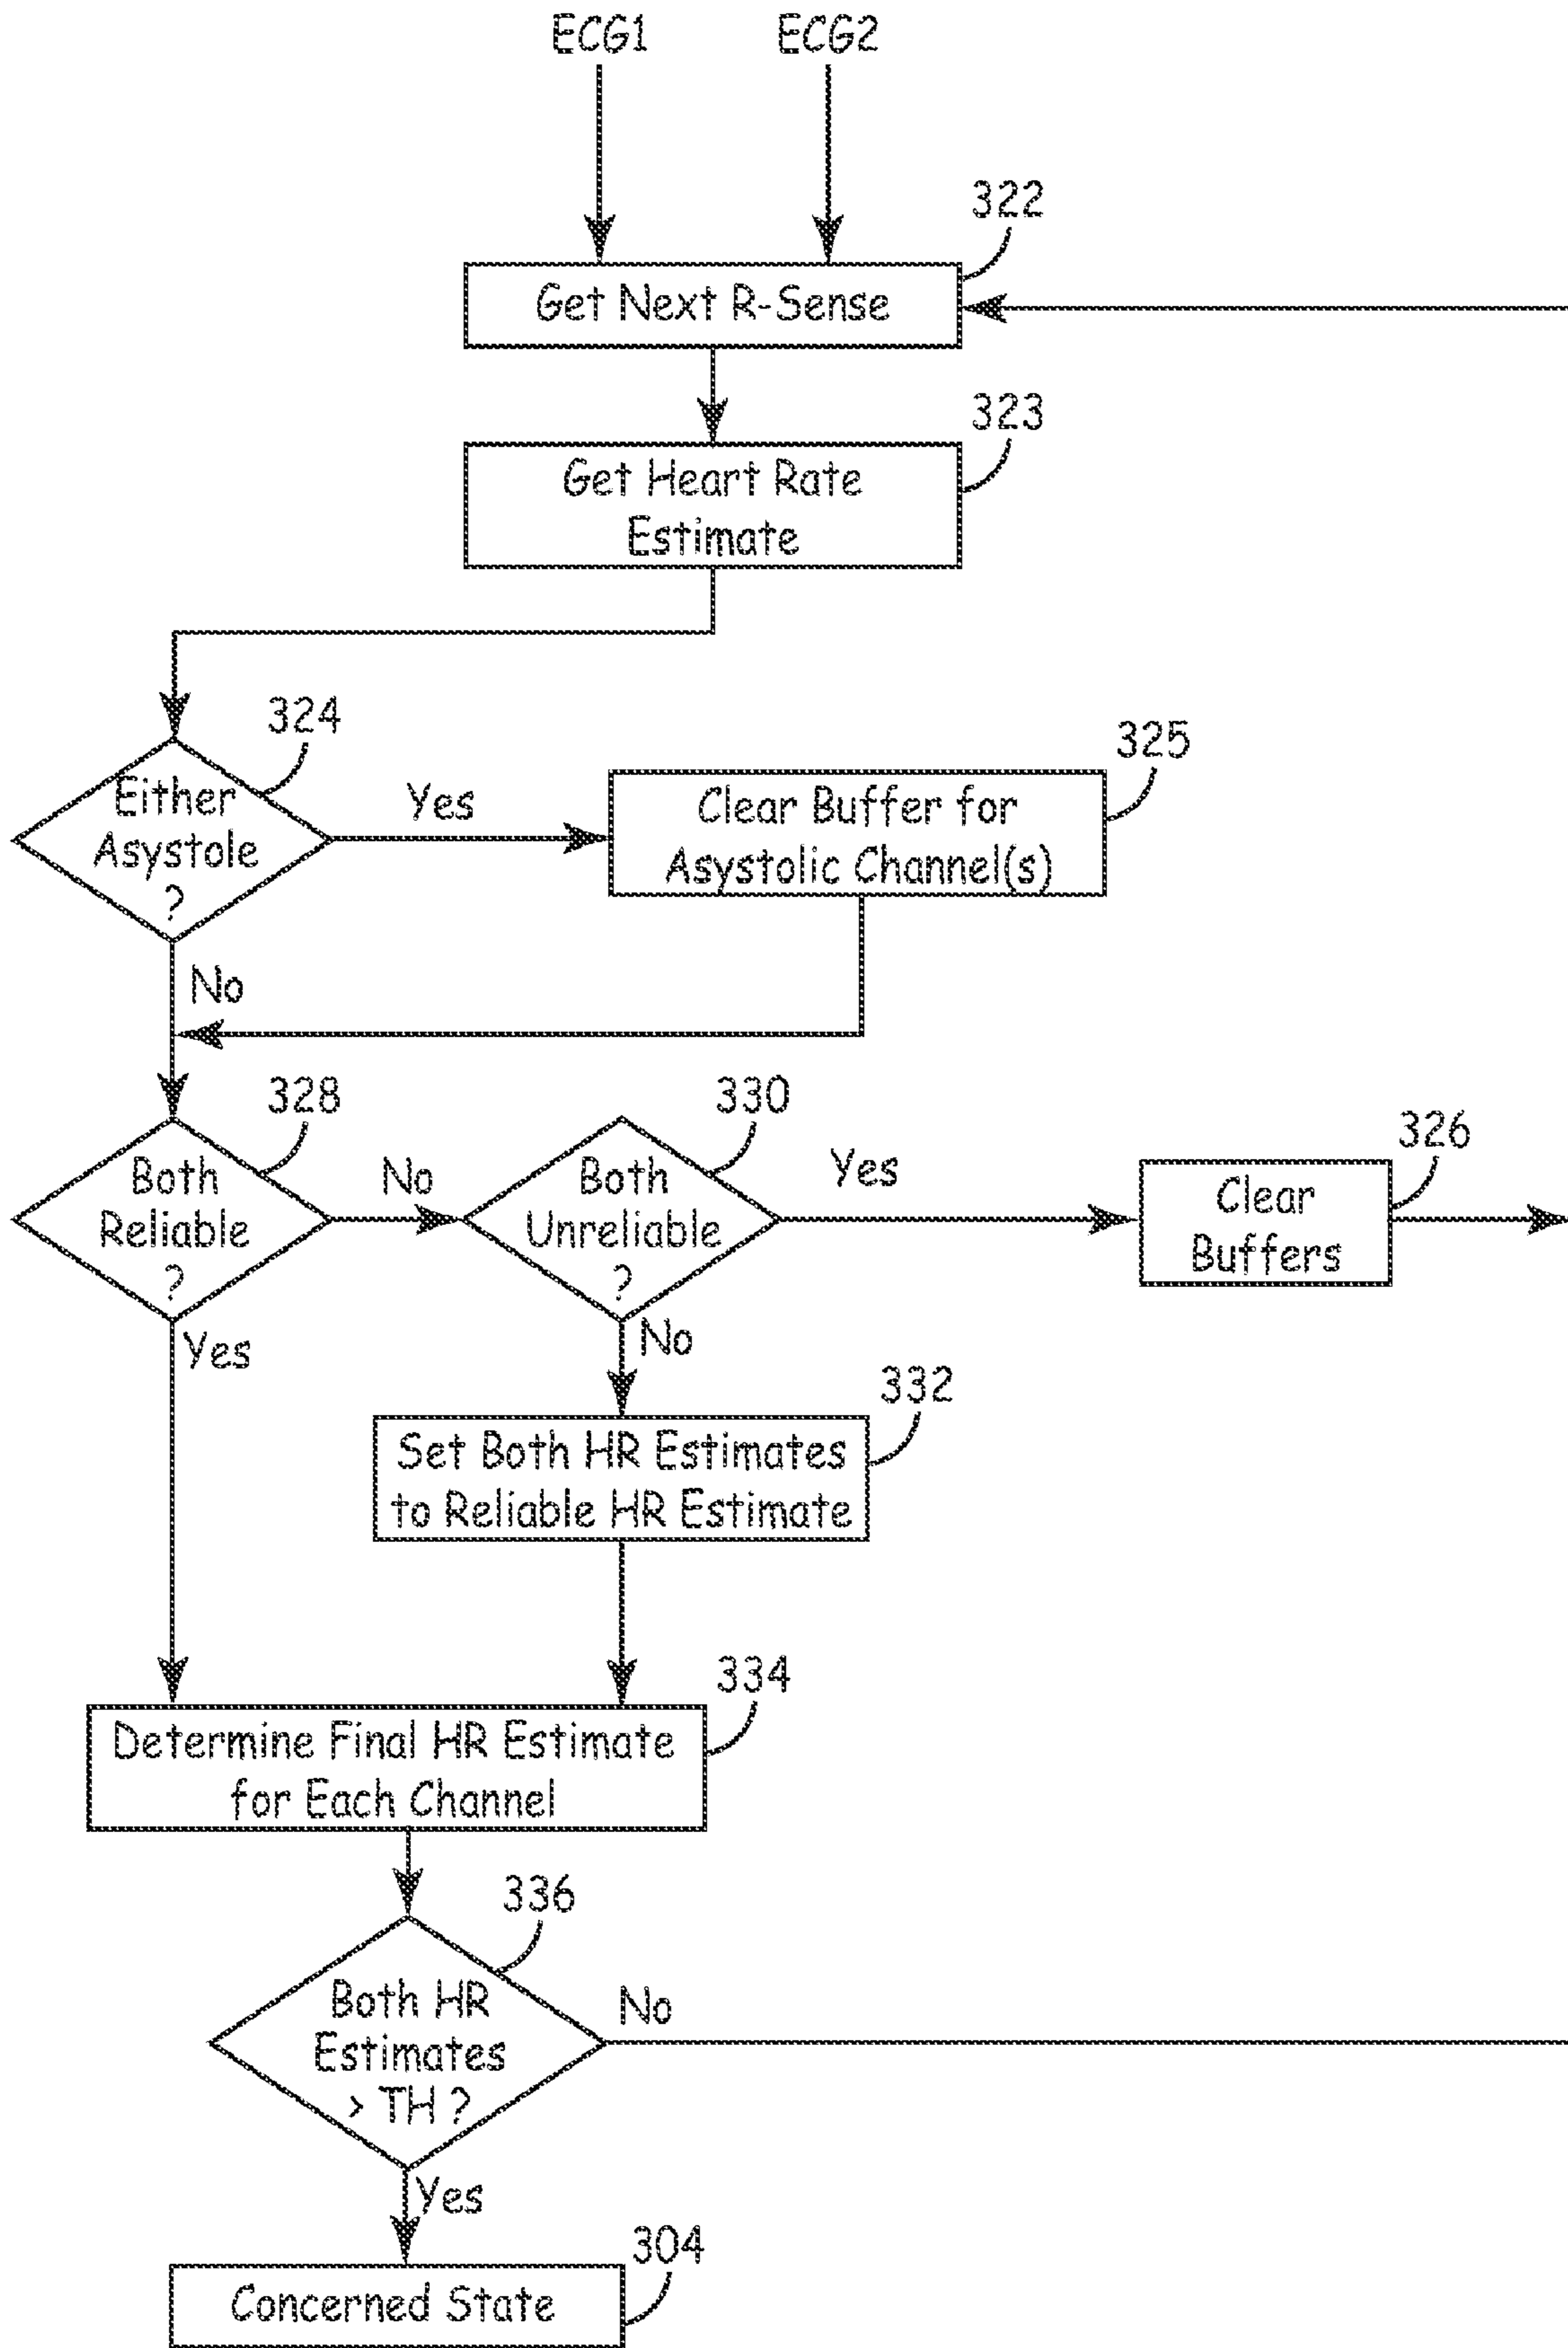 ECG1
ECG2
322
Get Next R-Sense
323
Get Heart Rate
Estimate
324
Either
Asystole
?
Yes
No
325
Clear Buffer for
Asystolic Channel(s)
328
Both
Reliable
?
No
Yes
330
Both
Unreliable
?
Yes
No
326
Clear
Buffers
332
Set Both HR Estimates
to Reliable HR Estimate
334
Determine Final HR Estimate
for Each Channel
336
Both HR
Estimates
> TH ?
No
Yes
304
Concerned State